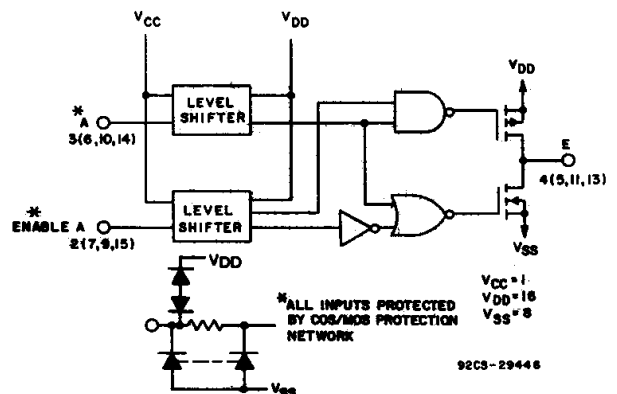 VCC
VDD
LEVEL
SHIFTER
* A
3(6,10,14)
VDD
E
4(5,11,13)
LEVEL
SHIFTER
*
ENABLE A
2(7,9,15)
VSS
VDD
VCC = 1
VDD = 16
VSS = 8
*ALL INPUTS PROTECTED
BY COS/MOS PROTECTION
NETWORK
92CS-29446